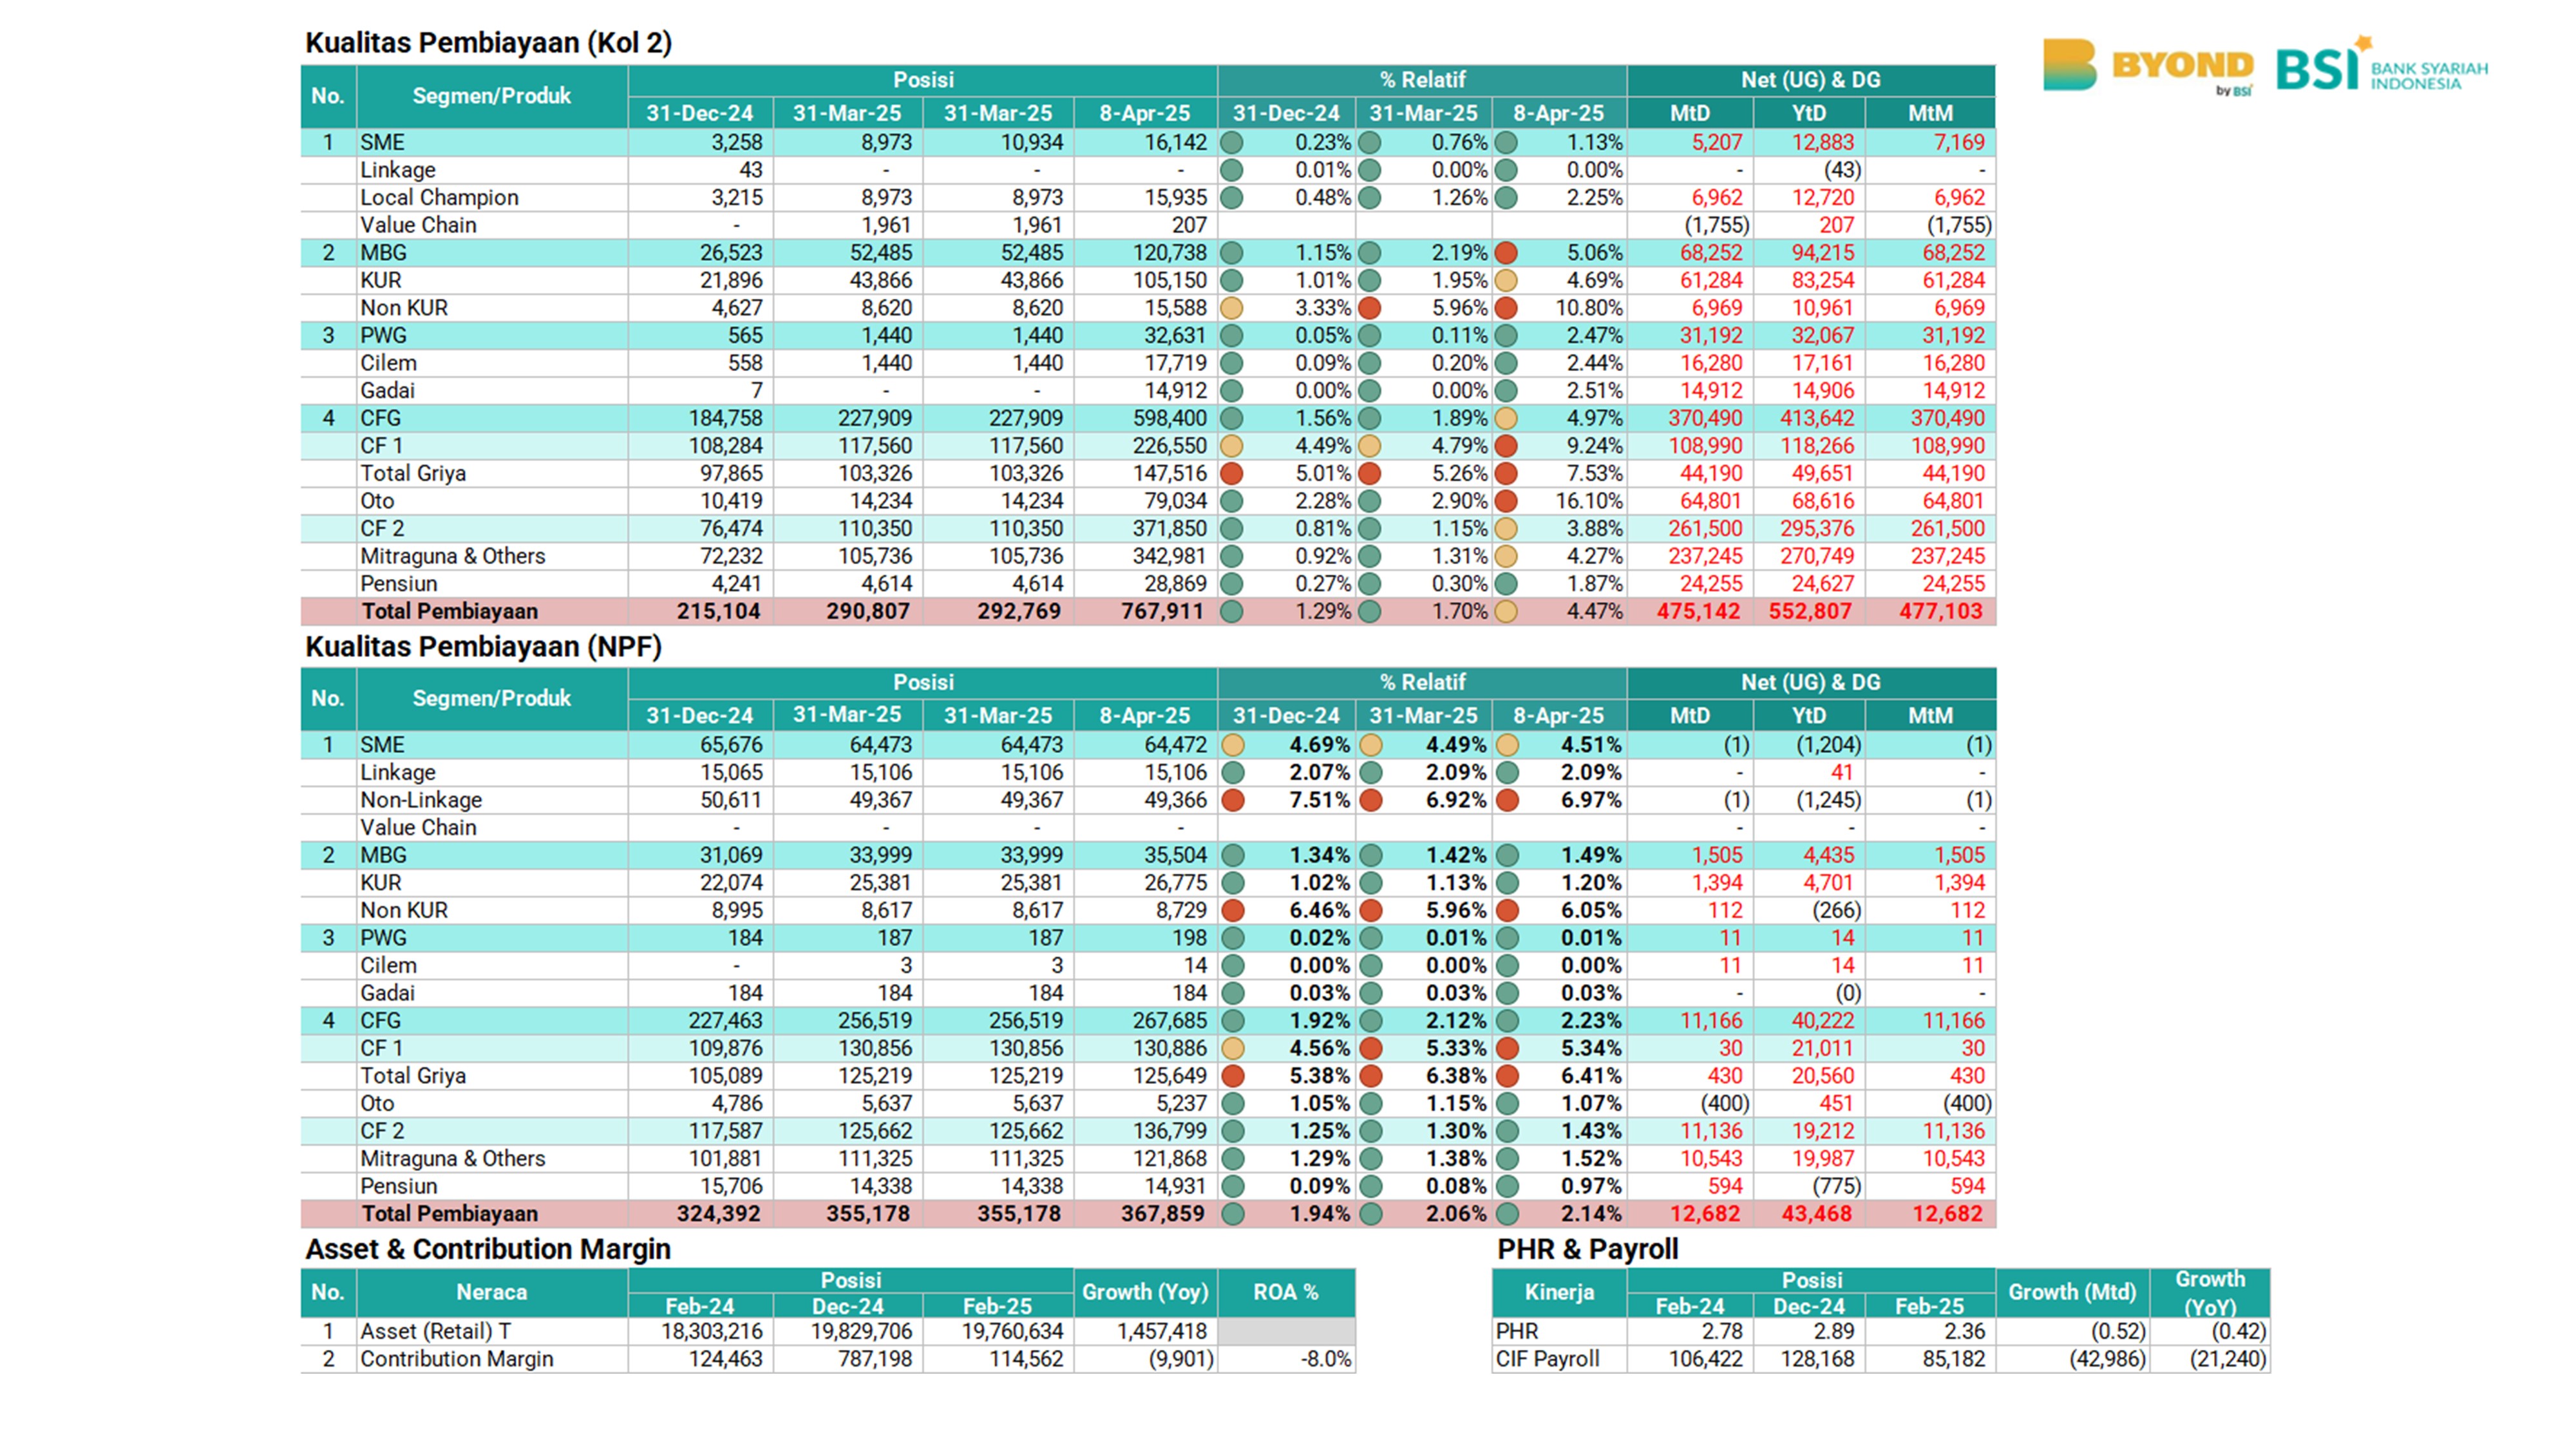 Kualitas Pembiayaan (Kol 2)
BYOND by BSI BSI BANK SYARIAH INDONESIA
No. Segmen/Produk Posisi % Relatif Net (UG) & DG
31-Dec-24 31-Mar-25 31-Mar-25 8-Apr-25 31-Dec-24 31-Mar-25 8-Apr-25 MtD YtD MtM
1 SME 3,258 8,973 10,934 16,142 0.23% 0.76% 1.13% 5,207 12,883 7,169
Linkage 43 - - - 0.01% 0.00% 0.00% - (43) -
Local Champion 3,215 8,973 8,973 15,935 0.48% 1.26% 2.25% 6,962 12,720 6,962
Value Chain - 1,961 1,961 207 (1,755) 207 (1,755)
2 MBG 26,523 52,485 52,485 120,738 1.15% 2.19% 5.06% 68,252 94,215 68,252
KUR 21,896 43,866 43,866 105,150 1.01% 1.95% 4.69% 61,284 83,254 61,284
Non KUR 4,627 8,620 8,620 15,588 3.33% 5.96% 10.80% 6,969 10,961 6,969
3 PWG 565 1,440 1,440 32,631 0.05% 0.11% 2.47% 31,192 32,067 31,192
Cilem 558 1,440 1,440 17,719 0.09% 0.20% 2.44% 16,280 17,161 16,280
Gadai 7 - - 14,912 0.00% 0.00% 2.51% 14,912 14,906 14,912
4 CFG 184,758 227,909 227,909 598,400 1.56% 1.89% 4.97% 370,490 413,642 370,490
CF 1 108,284 117,560 117,560 226,550 4.49% 4.79% 9.24% 108,990 118,266 108,990
Total Griya 97,865 103,326 103,326 147,516 5.01% 5.26% 7.53% 44,190 49,651 44,190
Oto 10,419 14,234 14,234 79,034 2.28% 2.90% 16.10% 64,801 68,616 64,801
CF 2 76,474 110,350 110,350 371,850 0.81% 1.15% 3.88% 261,500 295,376 261,500
Mitraguna & Others 72,232 105,736 105,736 342,981 0.92% 1.31% 4.27% 237,245 270,749 237,245
Pensiun 4,241 4,614 4,614 28,869 0.27% 0.30% 1.87% 24,255 24,627 24,255
Total Pembiayaan 215,104 290,807 292,769 767,911 1.29% 1.70% 4.47% 475,142 552,807 477,103
Kualitas Pembiayaan (NPF)
No. Segmen/Produk Posisi % Relatif Net (UG) & DG
31-Dec-24 31-Mar-25 31-Mar-25 8-Apr-25 31-Dec-24 31-Mar-25 8-Apr-25 MtD YtD MtM
1 SME 65,676 64,473 64,473 64,472 4.69% 4.49% 4.51% (1) (1,204) (1)
Linkage 15,065 15,106 15,106 15,106 2.07% 2.09% 2.09% - 41 -
Non-Linkage 50,611 49,367 49,367 49,366 7.51% 6.92% 6.97% (1) (1,245) (1)
Value Chain - - - - - - -
2 MBG 31,069 33,999 33,999 35,504 1.34% 1.42% 1.49% 1,505 4,435 1,505
KUR 22,074 25,381 25,381 26,775 1.02% 1.13% 1.20% 1,394 4,701 1,394
Non KUR 8,995 8,617 8,617 8,729 6.46% 5.96% 6.05% 112 (266) 112
3 PWG 184 187 187 198 0.02% 0.01% 0.01% 11 14 11
Cilem - 3 3 14 0.00% 0.00% 0.00% 11 14 11
Gadai 184 184 184 184 0.03% 0.03% 0.03% - (0) -
4 CFG 227,463 256,519 256,519 267,685 1.92% 2.12% 2.23% 11,166 40,222 11,166
CF 1 109,876 130,856 130,856 130,886 4.56% 5.33% 5.34% 30 21,011 30
Total Griya 105,089 125,219 125,219 125,649 5.38% 6.38% 6.41% 430 20,560 430
Oto 4,786 5,637 5,637 5,237 1.05% 1.15% 1.07% (400) 451 (400)
CF 2 117,587 125,662 125,662 136,799 1.25% 1.30% 1.43% 11,136 19,212 11,136
Mitraguna & Others 101,881 111,325 111,325 121,868 1.29% 1.38% 1.52% 10,543 19,987 10,543
Pensiun 15,706 14,338 14,338 14,931 0.09% 0.08% 0.97% 594 (775) 594
Total Pembiayaan 324,392 355,178 355,178 367,859 1.94% 2.06% 2.14% 12,682 43,468 12,682
Asset & Contribution Margin
No. Neraca Posisi Growth (Yoy) ROA %
Feb-24 Dec-24 Feb-25
1 Asset (Retail) T 18,303,216 19,829,706 19,760,634 1,457,418
2 Contribution Margin 124,463 787,198 114,562 (9,901) -8.0%
PHR & Payroll
Kinerja Posisi Growth (Mtd) Growth (YoY)
Feb-24 Dec-24 Feb-25
PHR 2.78 2.89 2.36 (0.52) (0.42)
CIF Payroll 106,422 128,168 85,182 (42,986) (21,240)